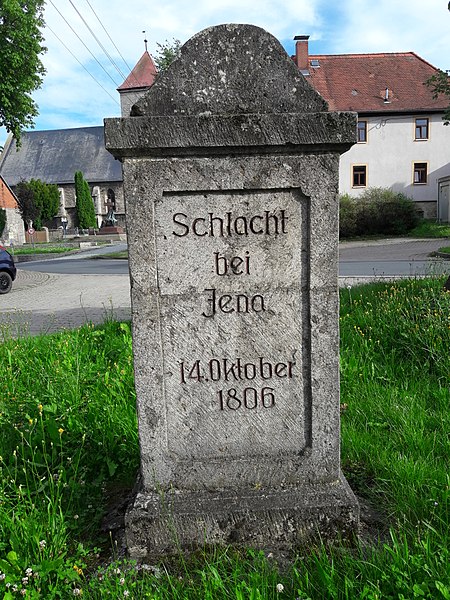 Schlacht
bei
Jena
14. Oktober
1806